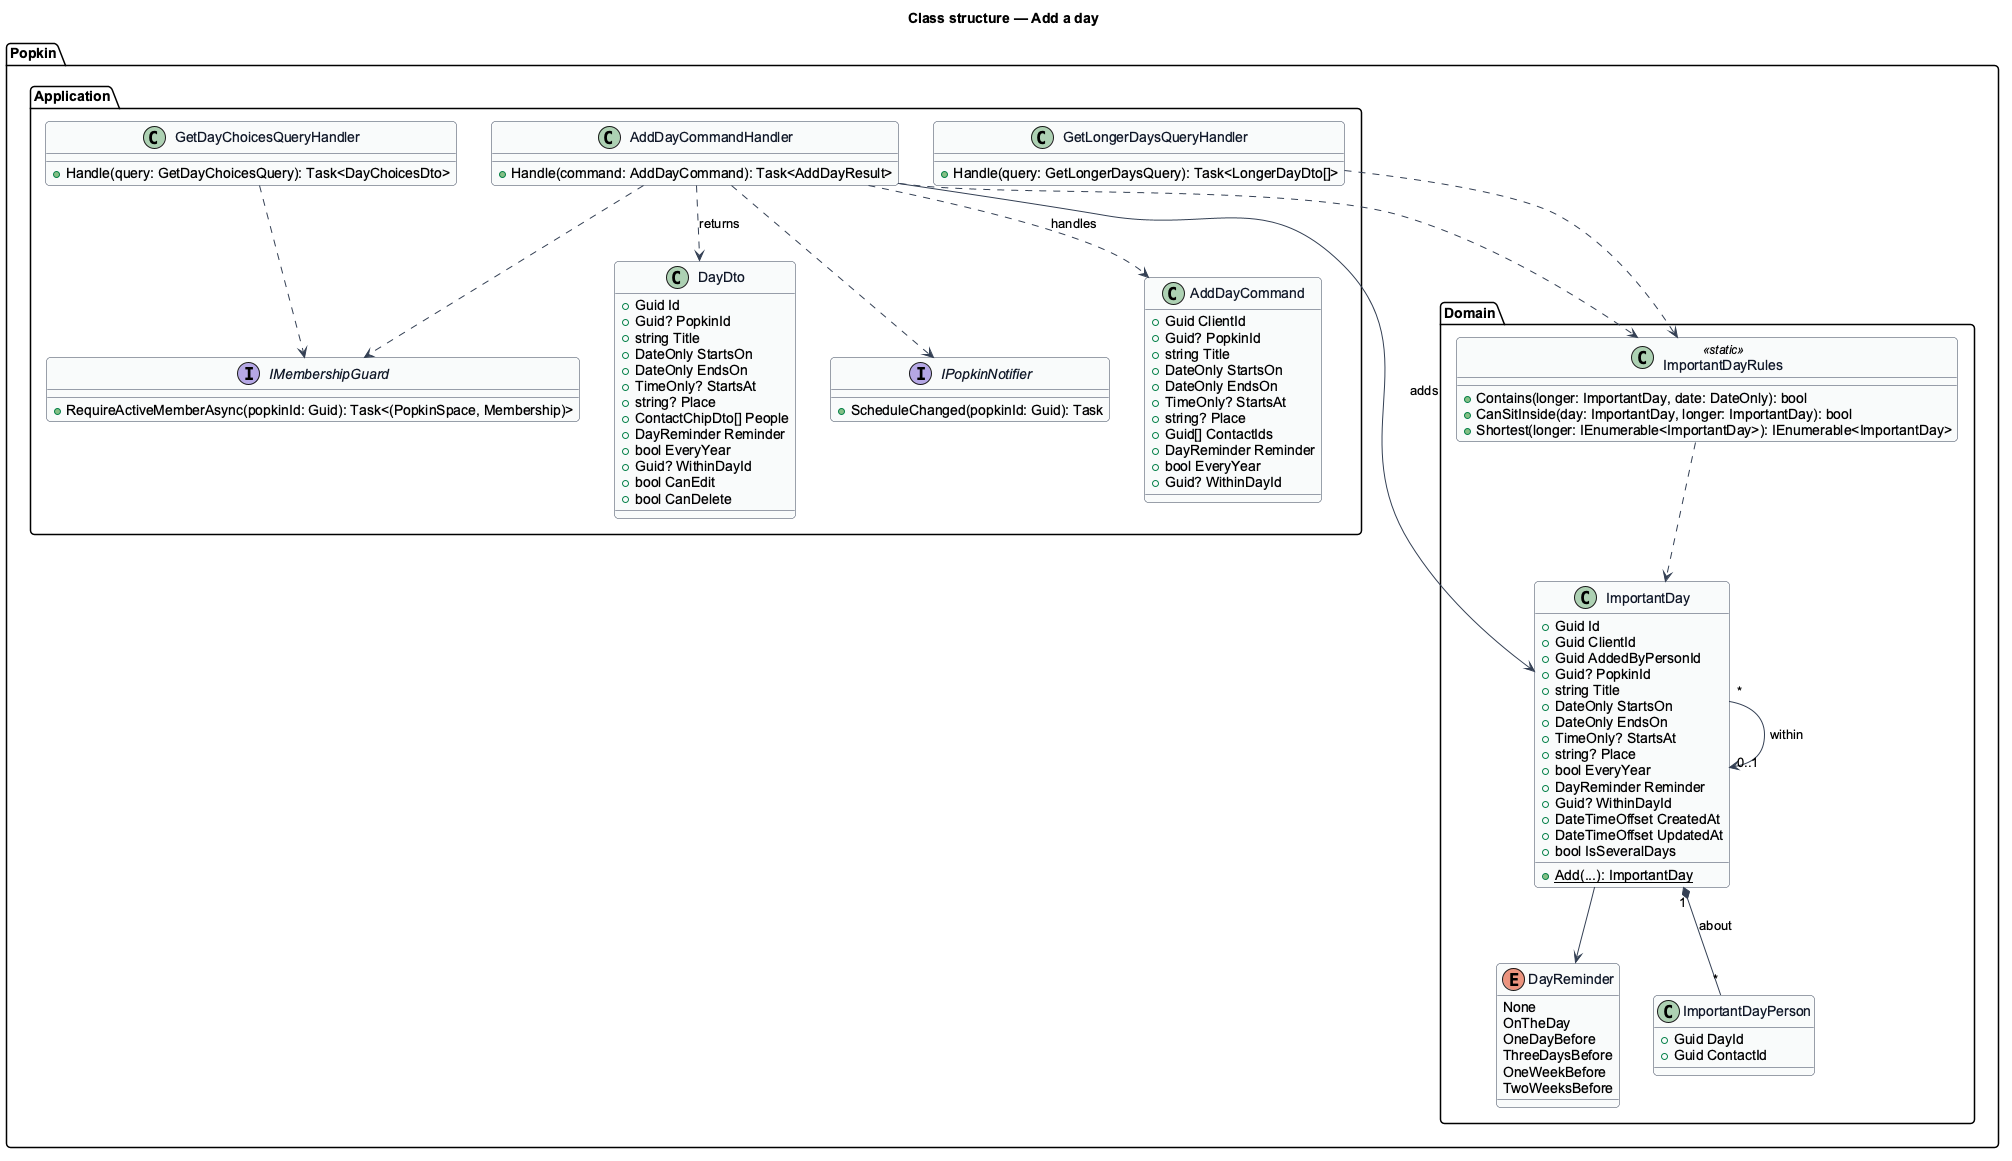 Class structure — Add a day
Popkin
Application
C GetDayChoicesQueryHandler
Handle(query: GetDayChoicesQuery): Task<DayChoicesDto>
C AddDayCommandHandler
Handle(command: AddDayCommand): Task<AddDayResult>
C GetLongerDaysQueryHandler
Handle(query: GetLongerDaysQuery): Task<LongerDayDto[]>
returns
handles
adds
C DayDto
Guid Id
Guid? PopkinId
string Title
DateOnly StartsOn
DateOnly EndsOn
TimeOnly? StartsAt
string? Place
ContactChipDto[] People
DayReminder Reminder
bool EveryYear
Guid? WithinDayId
bool CanEdit
bool CanDelete
C AddDayCommand
Guid ClientId
Guid? PopkinId
string Title
DateOnly StartsOn
DateOnly EndsOn
TimeOnly? StartsAt
string? Place
Guid[] ContactIds
DayReminder Reminder
bool EveryYear
Guid? WithinDayId
I IMembershipGuard
RequireActiveMemberAsync(popkinId: Guid): Task<(PopkinSpace, Membership)>
I IPopkinNotifier
ScheduleChanged(popkinId: Guid): Task
Domain
«static»
C ImportantDayRules
Contains(longer: ImportantDay, date: DateOnly): bool
CanSitInside(day: ImportantDay, longer: ImportantDay): bool
Shortest(longer: IEnumerable<ImportantDay>): IEnumerable<ImportantDay>
C ImportantDay
Guid Id
Guid ClientId
Guid AddedByPersonId
Guid? PopkinId
string Title
DateOnly StartsOn
DateOnly EndsOn
TimeOnly? StartsAt
string? Place
bool EveryYear
DayReminder Reminder
Guid? WithinDayId
DateTimeOffset CreatedAt
DateTimeOffset UpdatedAt
bool IsSeveralDays
Add(...): ImportantDay
*
within
0..1
1
about
*
E DayReminder
None
OnTheDay
OneDayBefore
ThreeDaysBefore
OneWeekBefore
TwoWeeksBefore
C ImportantDayPerson
Guid DayId
Guid ContactId